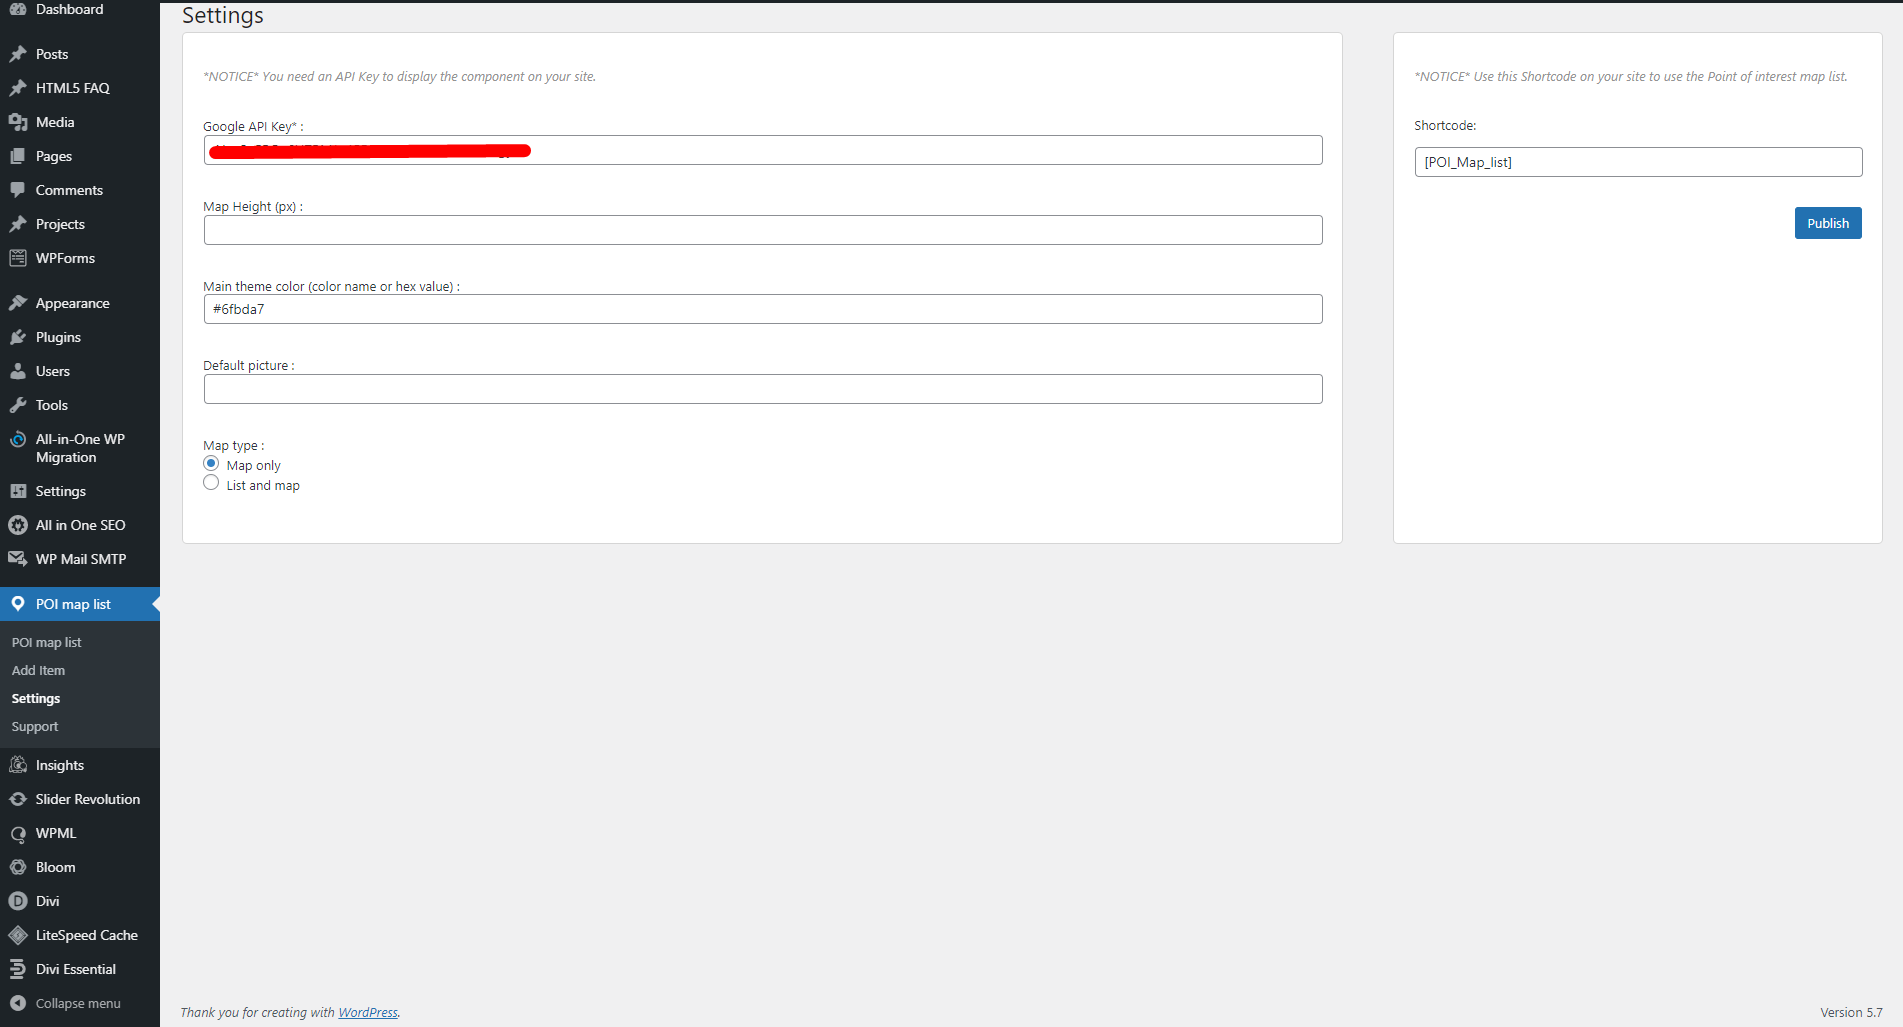 Dashboard
Posts
HTML5 FAQ
Media
Pages
Comments
Projects
WPForms
Appearance
Plugins
Users
Tools
All-in-One WP
Migration
Settings
All in One SEO
WP Mail SMTP
POI map list
POI map list
Add Item
Settings
Support
Insights
Slider Revolution
WPML
Bloom
Divi
LiteSpeed Cache
Divi Essential
Collapse menu
Settings
*NOTICE* You need an API Key to display the component on your site.
Google API Key* :
Map Height (px) :
Main theme color (color name or hex value) :
#6fbda7
Default picture :
Map type :
Map only
List and map
*NOTICE* Use this Shortcode on your site to use the Point of interest map list.
Shortcode:
[POI_Map_list]
Publish
Thank you for creating with WordPress.
Version 5.7